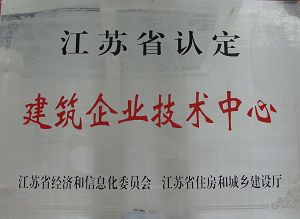 江苏省认定
建筑企业技术中心
江苏省经济和信息化委员会 江苏省住房和城乡建设厅